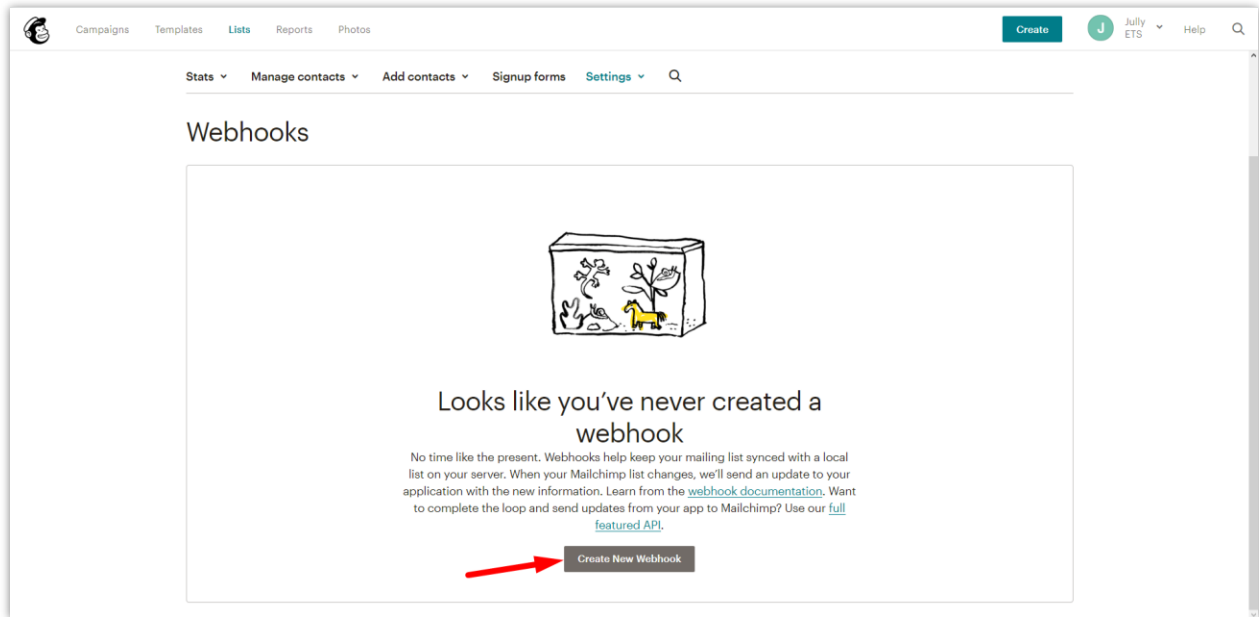 Campaigns Templates Lists Reports Photos Create J Jully ETS Help
Stats Manage contacts Add contacts Signup forms Settings
Webhooks
Looks like you’ve never created a
webhook
No time like the present. Webhooks help keep your mailing list synced with a local
list on your server. When your Mailchimp list changes, we’ll send an update to your
application with the new information. Learn from the webhook documentation. Want
to complete the loop and send updates from your app to Mailchimp? Use our full
featured API.
Create New Webhook